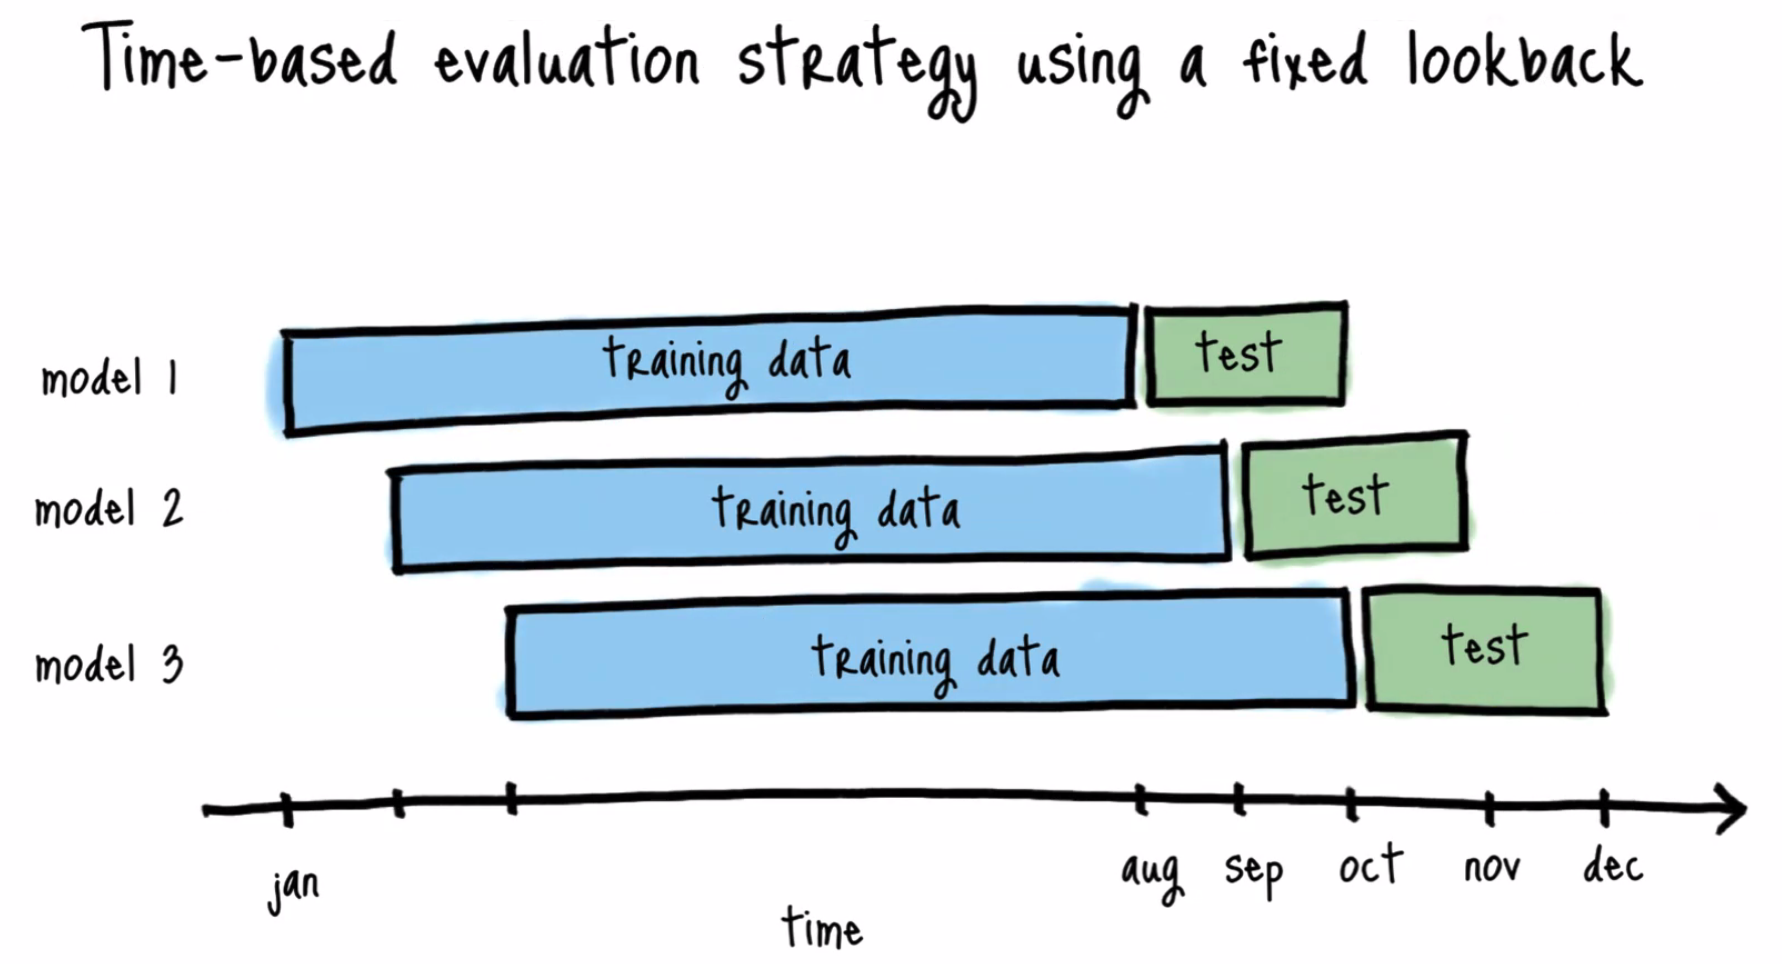 Time-based evaluation strategy using a fixed lookback
model 1
training data
test
model 2
training data
test
model 3
training data
test
jan
aug
sep
oct
nov
dec
time